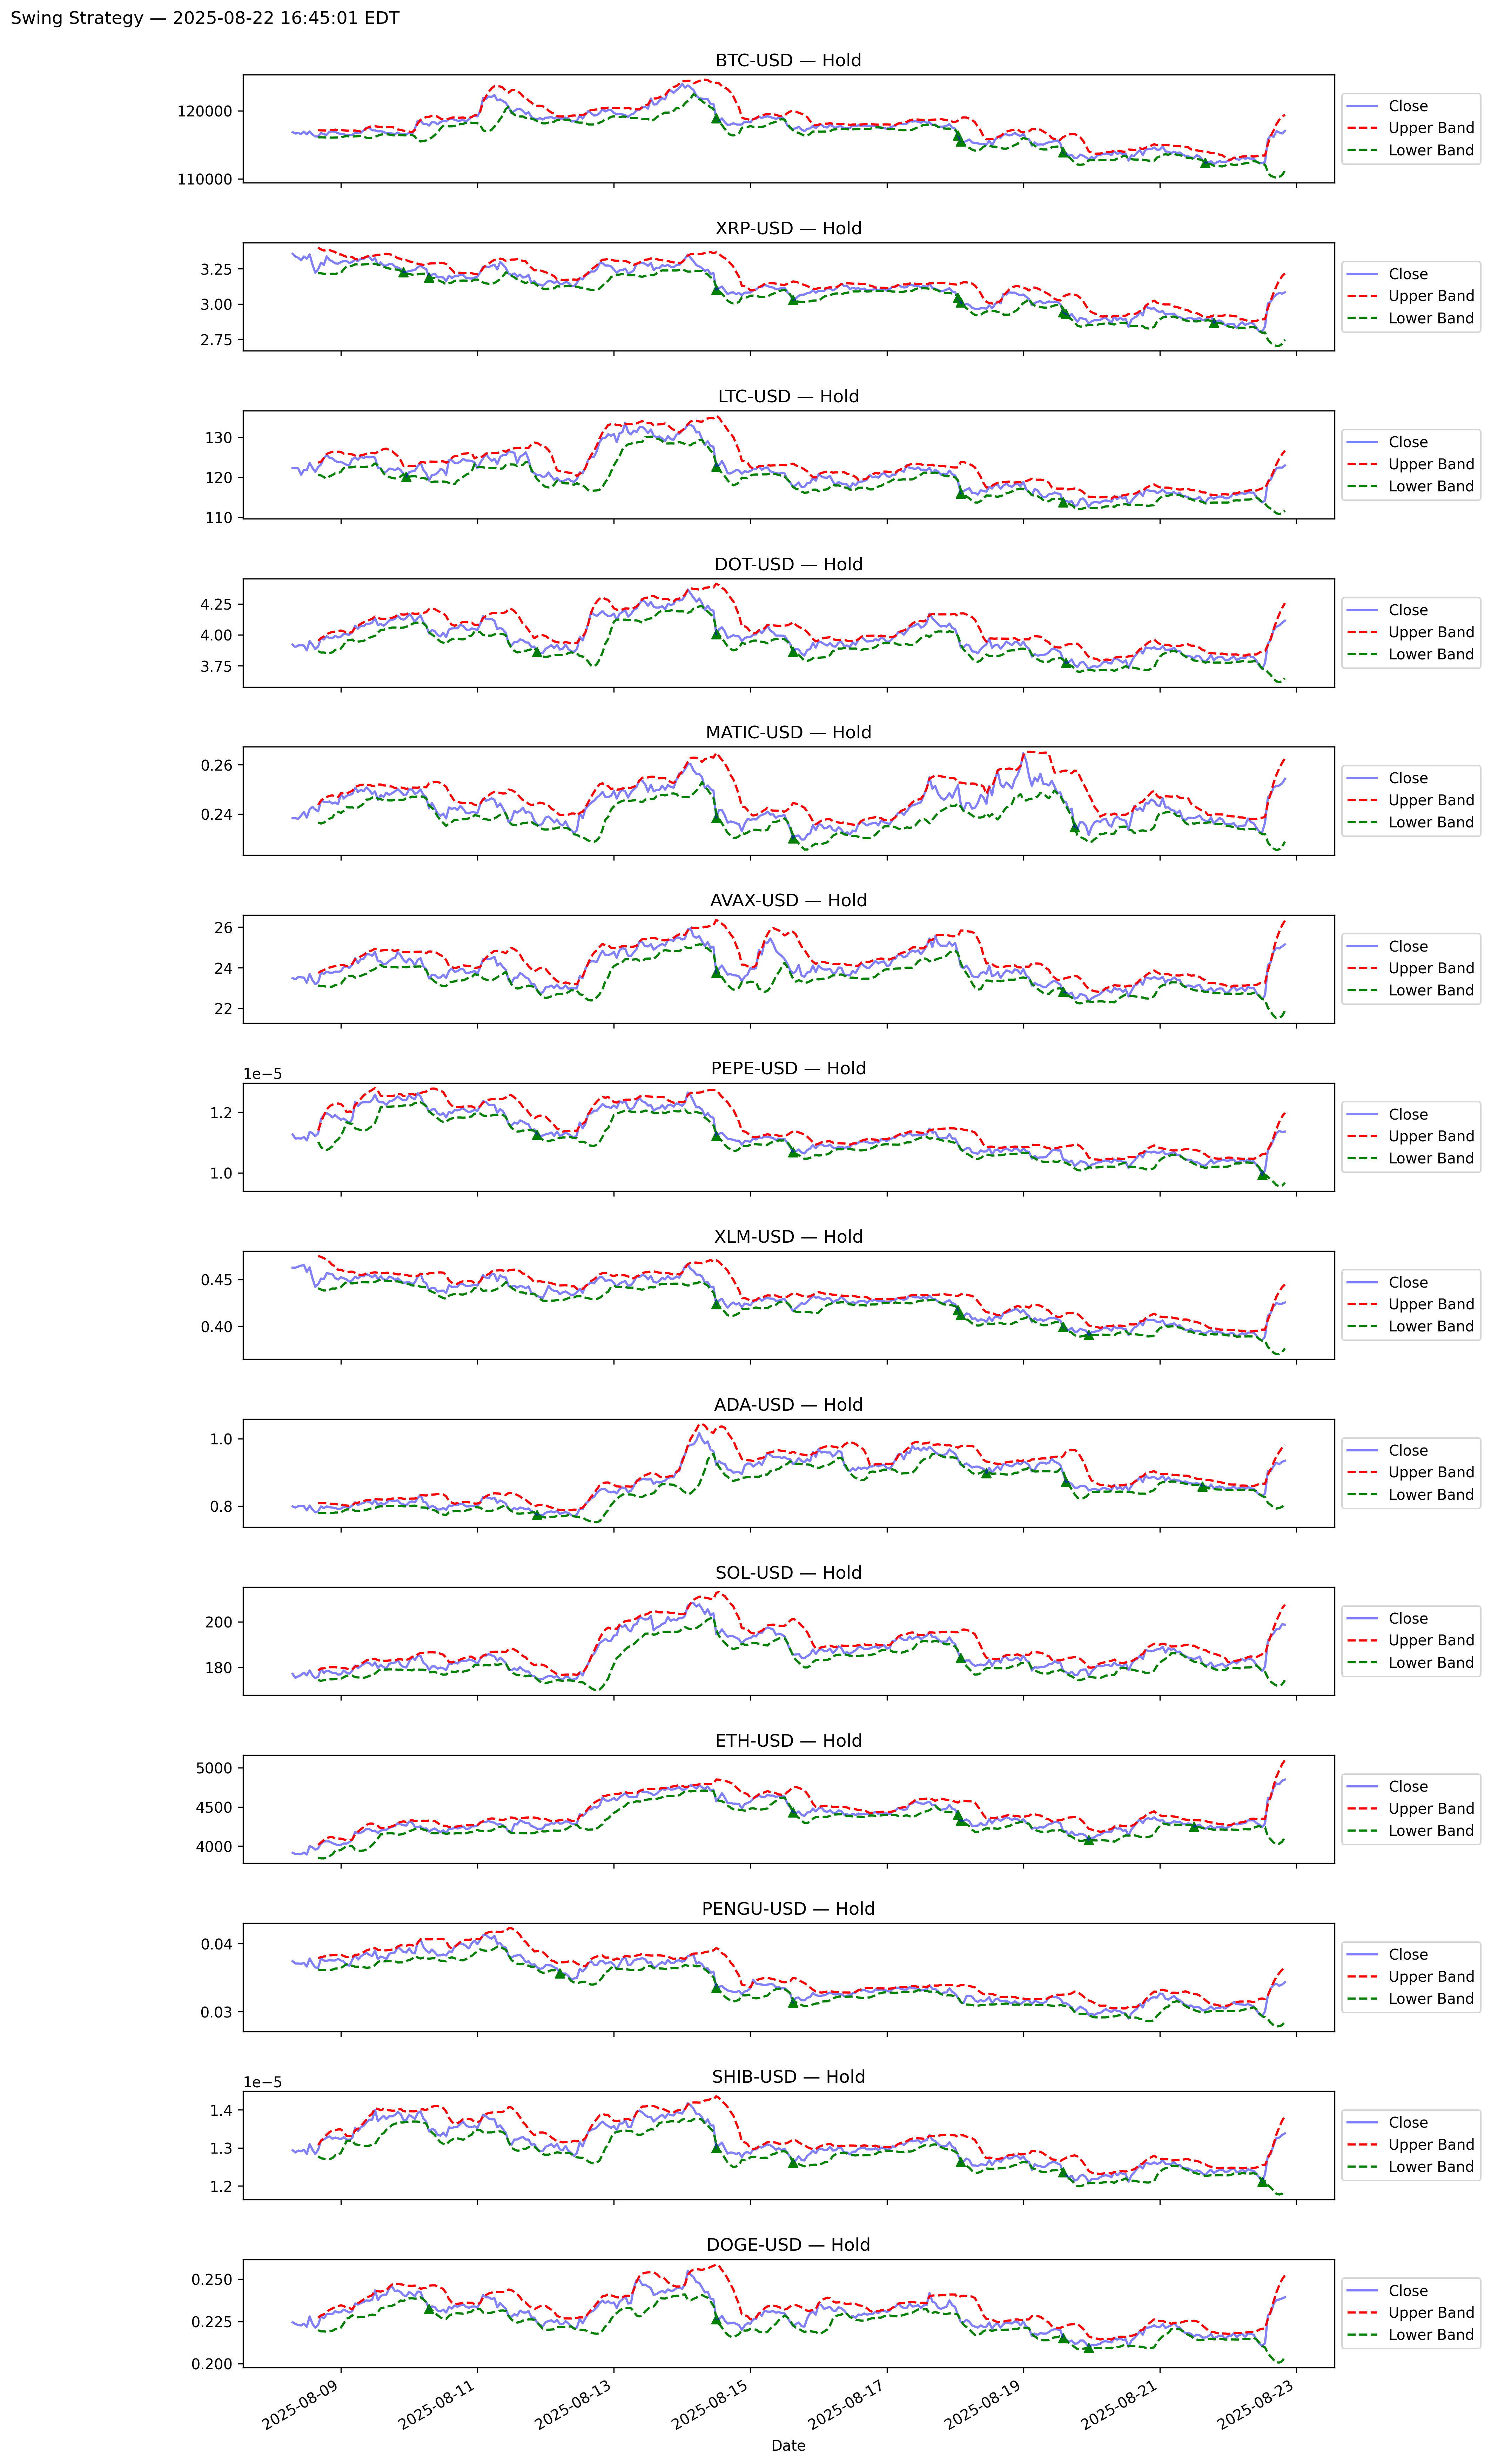 Swing Strategy — 2025-08-22 16:45:01 EDT
BTC-USD — Hold
120000
110000
Close
Upper Band
Lower Band
XRP-USD — Hold
3.25
3.00
2.75
Close
Upper Band
Lower Band
LTC-USD — Hold
130
120
110
Close
Upper Band
Lower Band
DOT-USD — Hold
4.25
4.00
3.75
Close
Upper Band
Lower Band
MATIC-USD — Hold
0.26
0.24
Close
Upper Band
Lower Band
AVAX-USD — Hold
26
24
22
Close
Upper Band
Lower Band
PEPE-USD — Hold
1e−5
1.2
1.0
Close
Upper Band
Lower Band
XLM-USD — Hold
0.45
0.40
Close
Upper Band
Lower Band
ADA-USD — Hold
1.0
0.8
Close
Upper Band
Lower Band
SOL-USD — Hold
200
180
Close
Upper Band
Lower Band
ETH-USD — Hold
5000
4500
4000
Close
Upper Band
Lower Band
PENGU-USD — Hold
0.04
0.03
Close
Upper Band
Lower Band
SHIB-USD — Hold
1e−5
1.4
1.3
1.2
Close
Upper Band
Lower Band
DOGE-USD — Hold
0.250
0.225
0.200
Close
Upper Band
Lower Band
2025-08-09
2025-08-11
2025-08-13
2025-08-15
2025-08-17
2025-08-19
2025-08-21
2025-08-23
Date